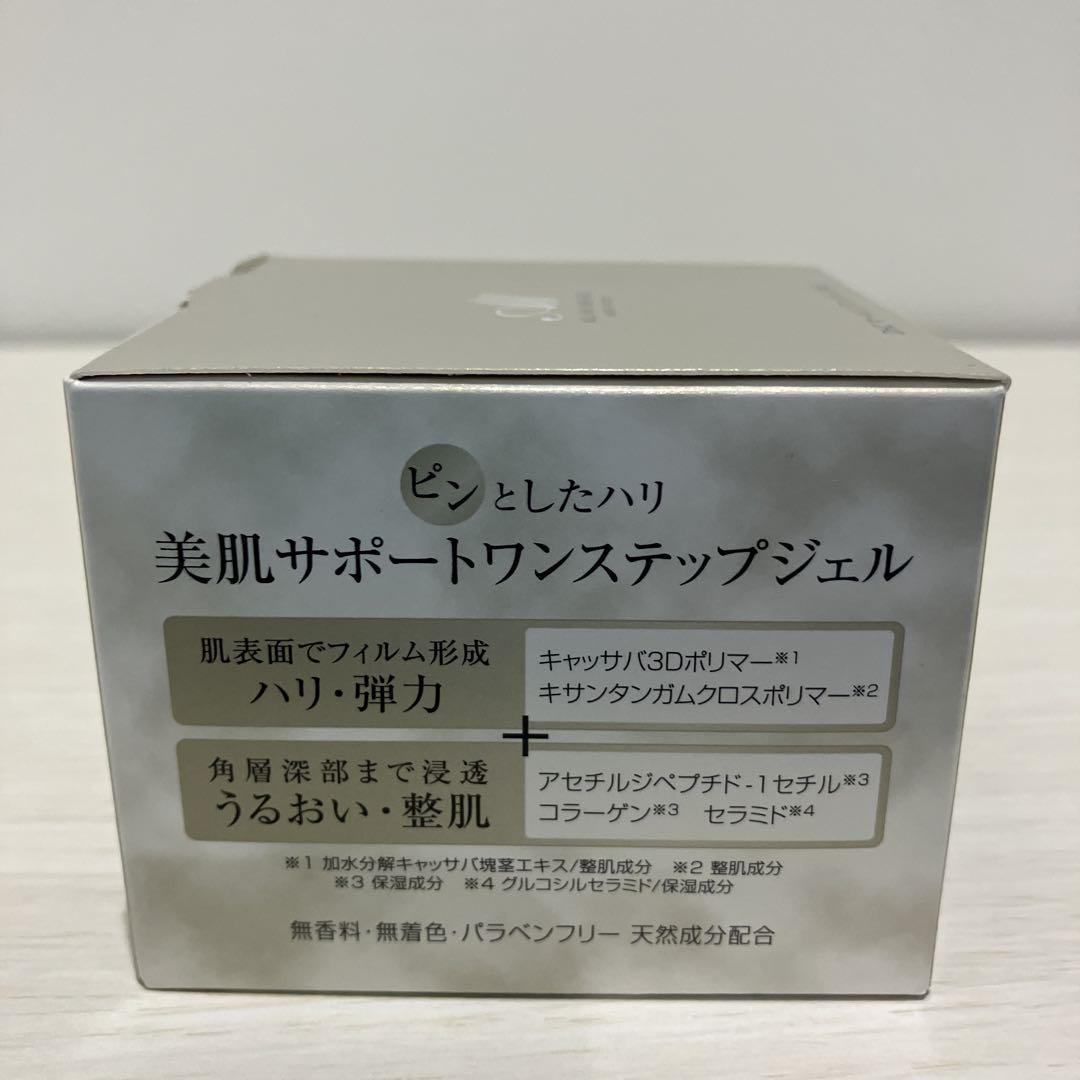 ピンとしたハリ
美肌サポートワンステップジェル
肌表面でフィルム形成
ハリ・弾力
キャッサバ3Dポリマー※1
キサンタンガムクロスポリマー※2
+
角層深部まで浸透
うるおい・整肌
アセチルジペプチド-1セチル※3
コラーゲン※3 セラミド※4
※1 加水分解キャッサバ塊茎エキス/整肌成分 ※2 整肌成分
※3 保湿成分 ※4 グルコシルセラミド/保湿成分
無香料・無着色・パラベンフリー 天然成分配合